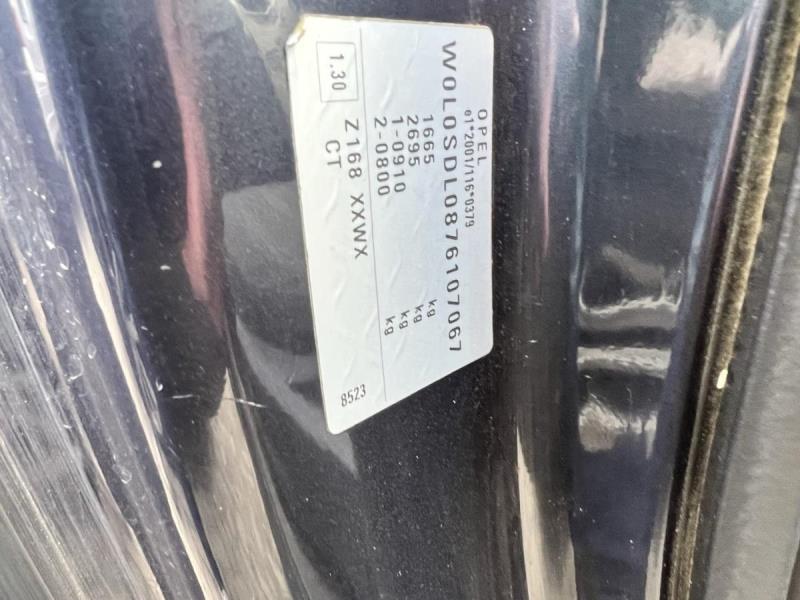 OPEL
e1*2001/116*0379
W0L0SDL0876107067
1665 kg
2695 kg
1-0910 kg
2-0800 kg
1.30
Z168 XXWX
CT
8523